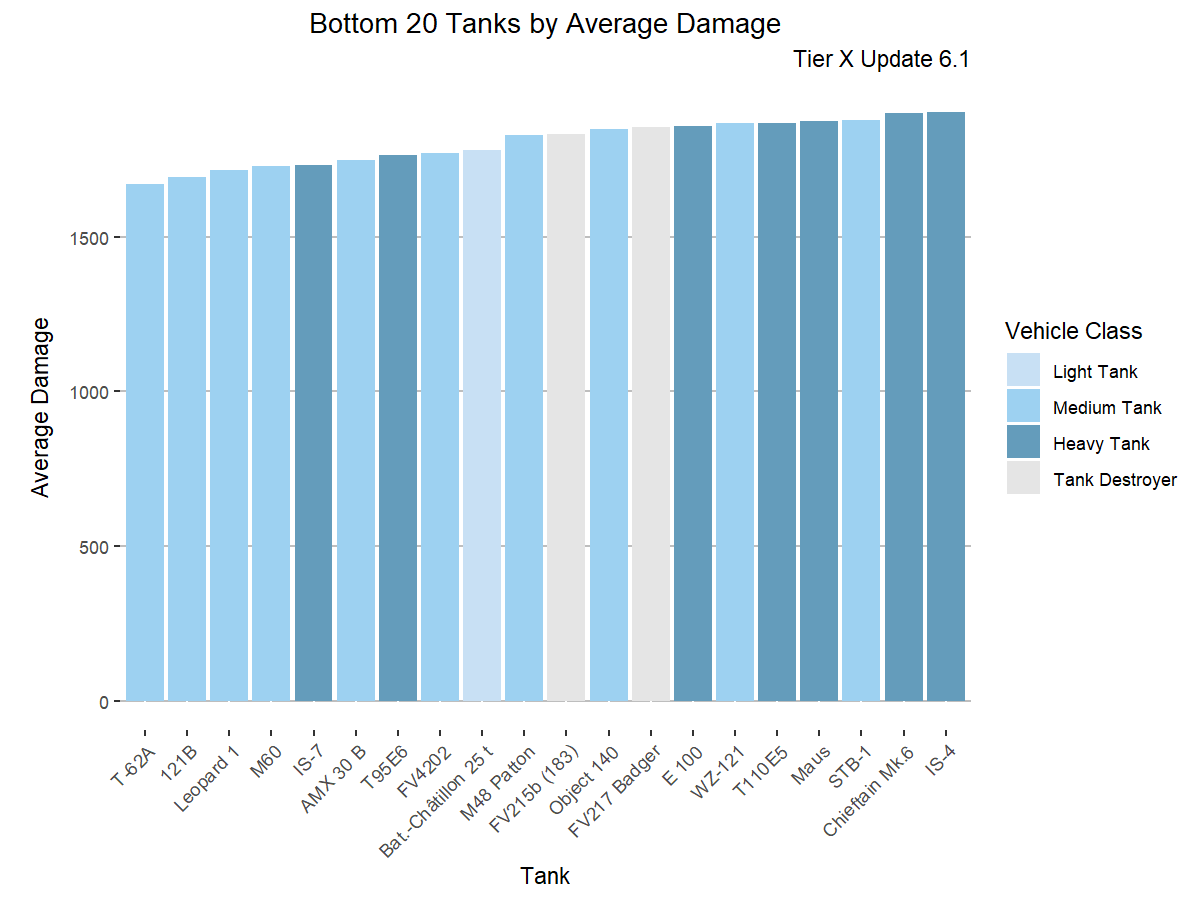 Bottom 20 Tanks by Average Damage
Tier X Update 6.1
Average Damage
1500
1000
500
0
T-62A
121B
Leopard 1
M60
IS-7
AMX 30 B
T95E6
FV4202
Bat.-Châtillon 25 t
M48 Patton
FV215b (183)
Object 140
FV217 Badger
E 100
WZ-121
T110E5
Maus
STB-1
Chieftain Mk.6
IS-4
Tank
Vehicle Class
Light Tank
Medium Tank
Heavy Tank
Tank Destroyer